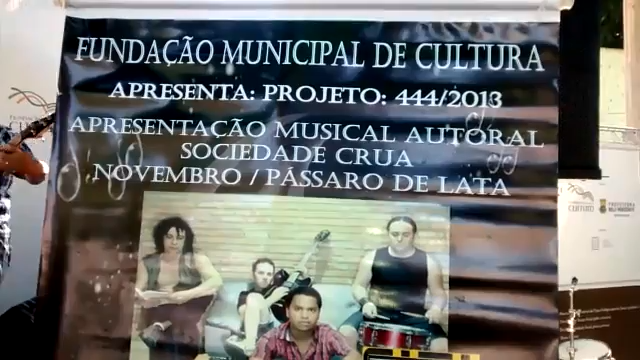 FUNDAÇÃO MUNICIPAL DE CULTURA
APRESENTA: PROJETO: 444/2013
APRESENTAÇÃO MUSICAL AUTORAL
SOCIEDADE CRUA
NOVEMBRO / PÁSSARO DE LATA